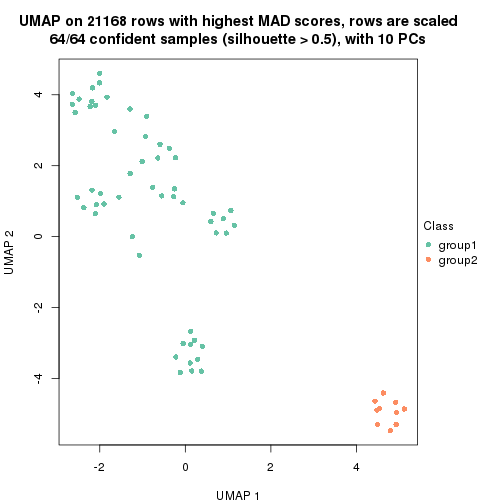 UMAP on 21168 rows with highest MAD scores, rows are scaled
64/64 confident samples (silhouette > 0.5), with 10 PCs
4
2
0
-2
-4
UMAP 2
-2
0
2
4
UMAP 1
Class
group1
group2